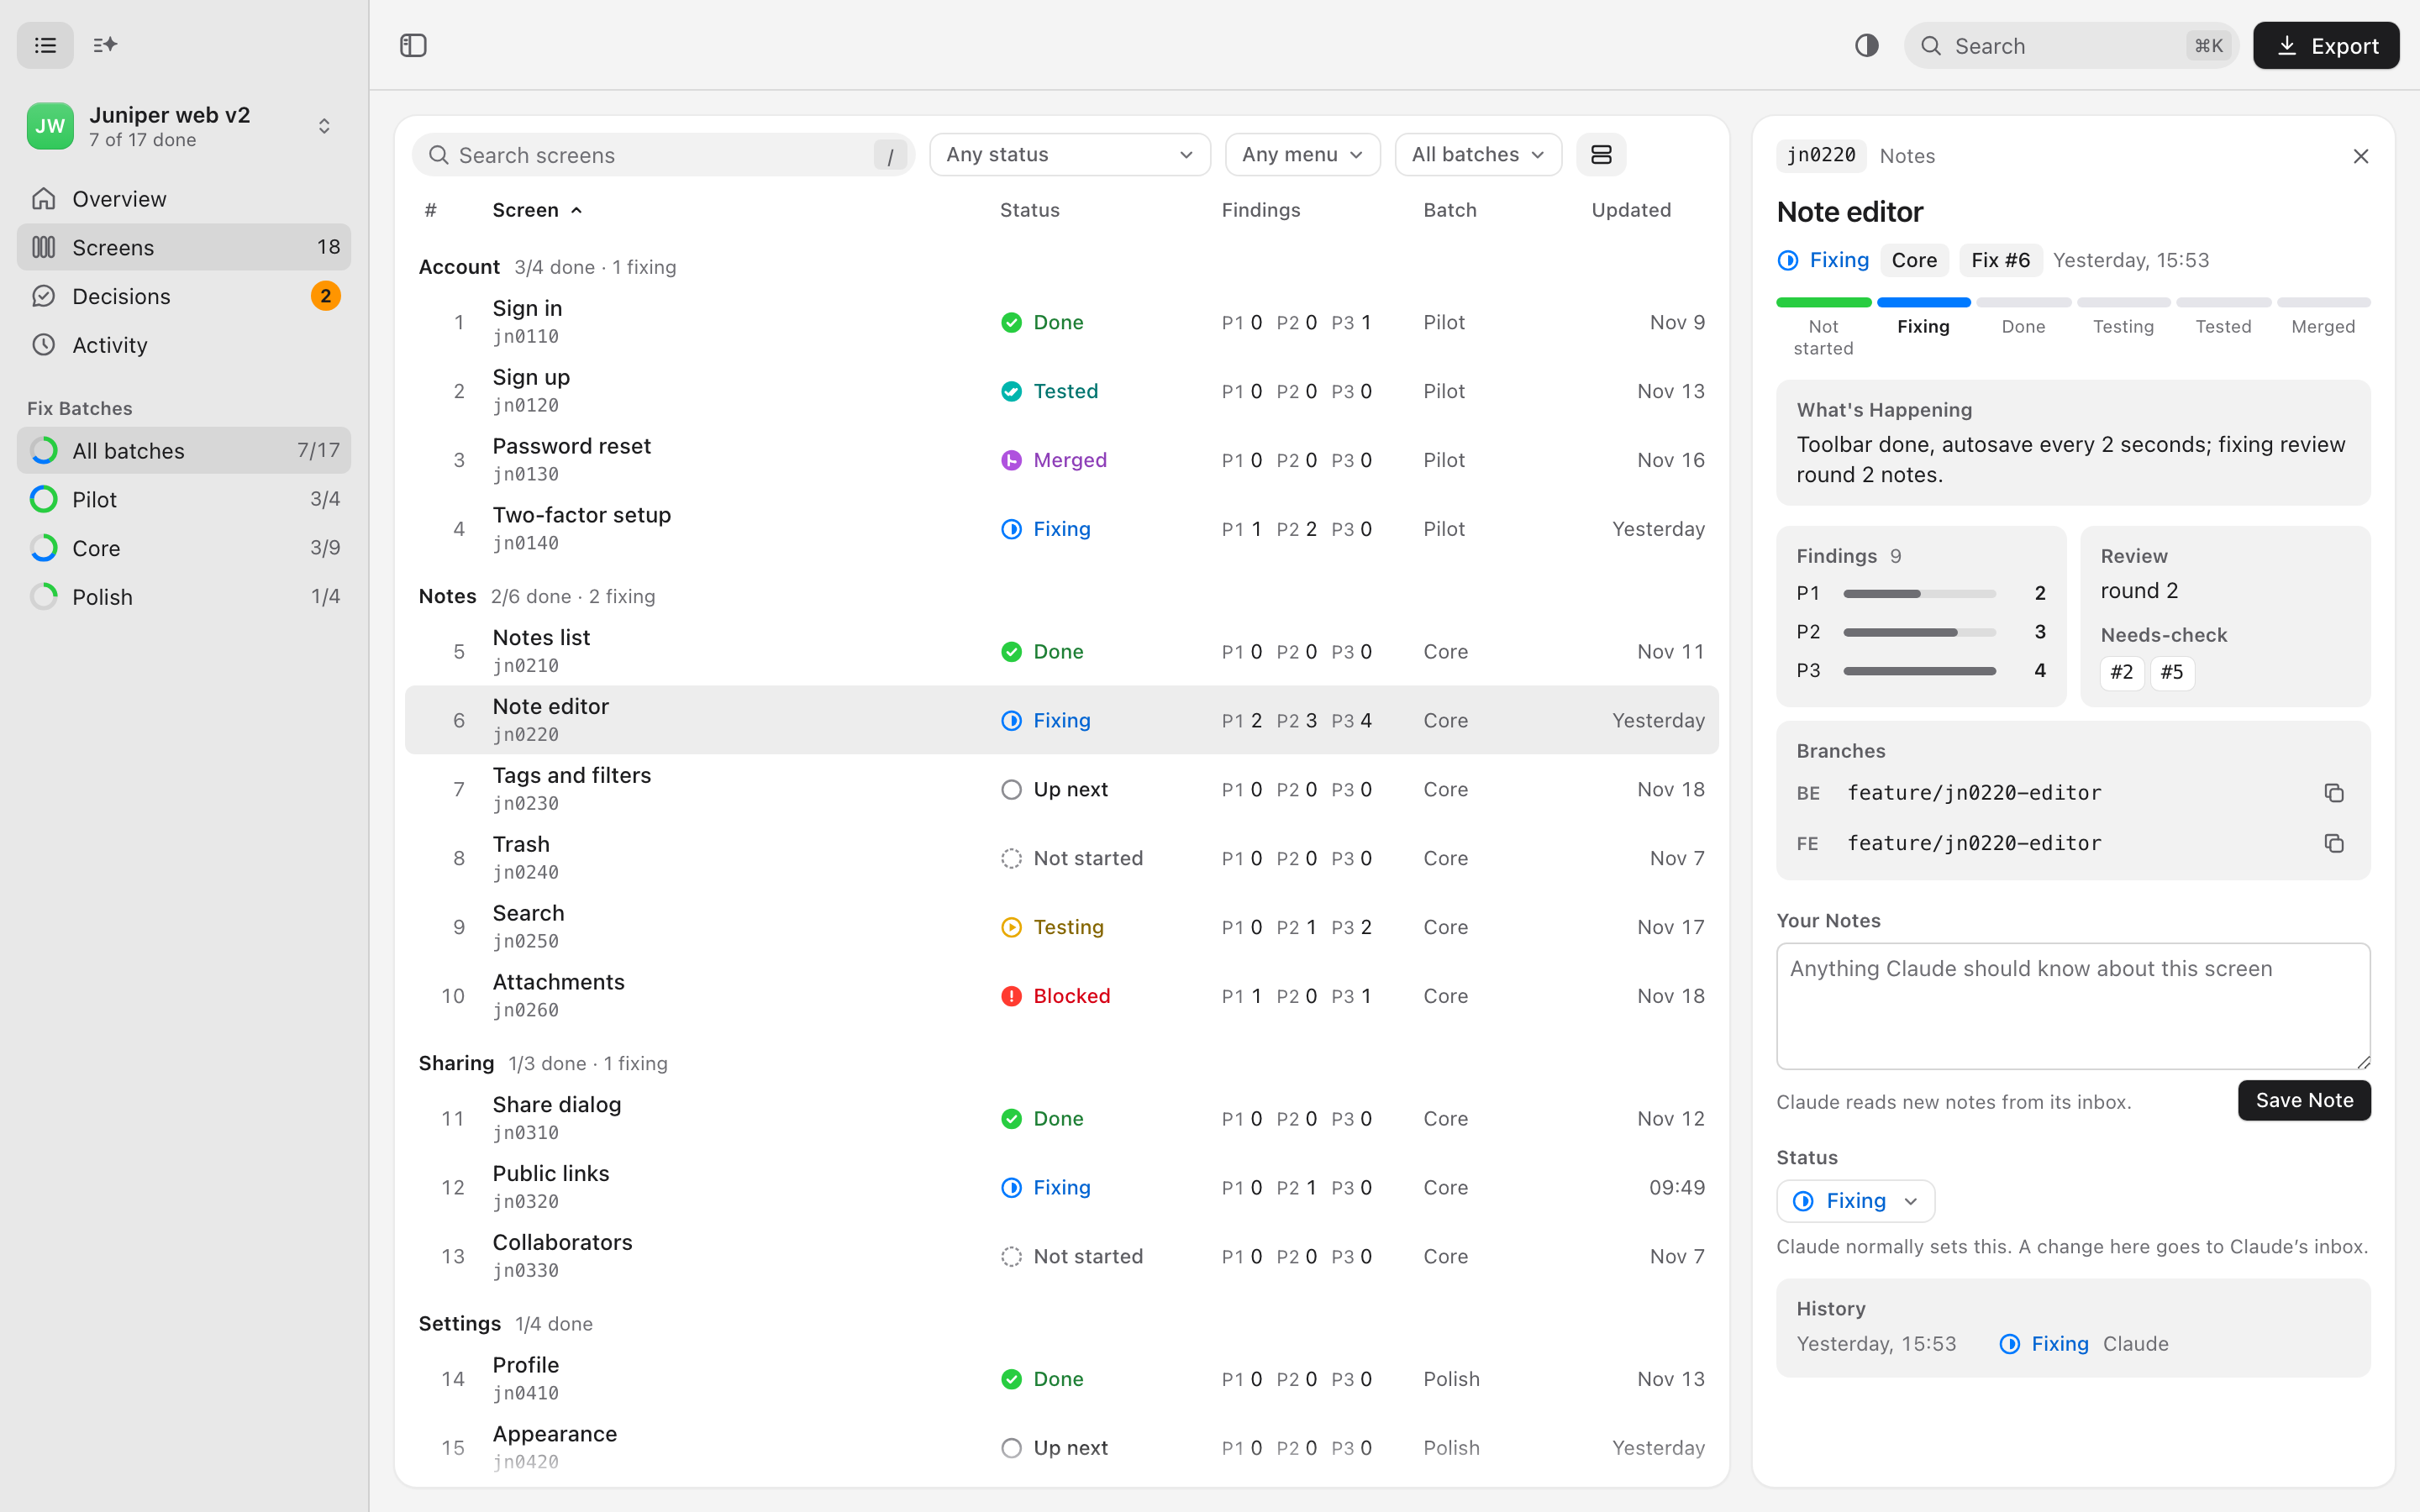 Search ⌘K
Export
JW
Juniper web v2
7 of 17 done
Overview
Screens 18
Decisions 2
Activity
Fix Batches
All batches 7/17
Pilot 3/4
Core 3/9
Polish 1/4
Search screens /
Any status
Any menu
All batches
# Screen Status Findings Batch Updated
Account 3/4 done · 1 fixing
1 Sign in Done P1 0 P2 0 P3 1 Pilot Nov 9
jn0110
2 Sign up Tested P1 0 P2 0 P3 0 Pilot Nov 13
jn0120
3 Password reset Merged P1 0 P2 0 P3 0 Pilot Nov 16
jn0130
4 Two-factor setup Fixing P1 1 P2 2 P3 0 Pilot Yesterday
jn0140
Notes 2/6 done · 2 fixing
5 Notes list Done P1 0 P2 0 P3 0 Core Nov 11
jn0210
6 Note editor Fixing P1 2 P2 3 P3 4 Core Yesterday
jn0220
7 Tags and filters Up next P1 0 P2 0 P3 0 Core Nov 18
jn0230
8 Trash Not started P1 0 P2 0 P3 0 Core Nov 7
jn0240
9 Search Testing P1 0 P2 1 P3 2 Core Nov 17
jn0250
10 Attachments Blocked P1 1 P2 0 P3 1 Core Nov 18
jn0260
Sharing 1/3 done · 1 fixing
11 Share dialog Done P1 0 P2 0 P3 0 Core Nov 12
jn0310
12 Public links Fixing P1 0 P2 1 P3 0 Core 09:49
jn0320
13 Collaborators Not started P1 0 P2 0 P3 0 Core Nov 7
jn0330
Settings 1/4 done
14 Profile Done P1 0 P2 0 P3 0 Polish Nov 13
jn0410
15 Appearance Up next P1 0 P2 0 P3 0 Polish Yesterday
jn0420
jn0220 Notes
Note editor
Fixing Core Fix #6 Yesterday, 15:53
Not started
Fixing
Done
Testing
Tested
Merged
What's Happening
Toolbar done, autosave every 2 seconds; fixing review
round 2 notes.
Findings 9
P1 2
P2 3
P3 4
Review
round 2
Needs-check
#2 #5
Branches
BE feature/jn0220-editor
FE feature/jn0220-editor
Your Notes
Anything Claude should know about this screen
Claude reads new notes from its inbox.
Save Note
Status
Fixing
Claude normally sets this. A change here goes to Claude’s inbox.
History
Yesterday, 15:53 Fixing Claude